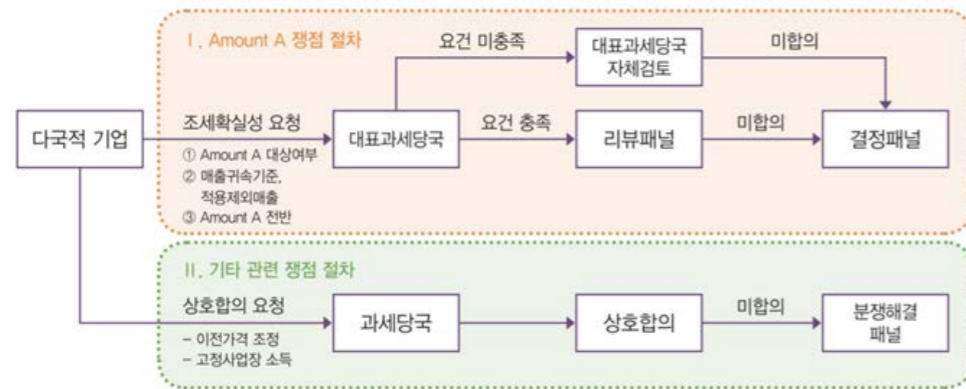 Ⅰ. Amount A 쟁점 절차
요건 미충족
대표과세당국
자체검토
미합의
다국적 기업
조세확실성 요청
① Amount A 대상여부
② 매출귀속기준,
적용제외매출
③ Amount A 전반
대표과세당국
요건 충족
리뷰패널
미합의
결정패널
Ⅱ. 기타 관련 쟁점 절차
상호합의 요청
- 이전가격 조정
- 고정사업장 소득
과세당국
상호합의
미합의
분쟁해결
패널